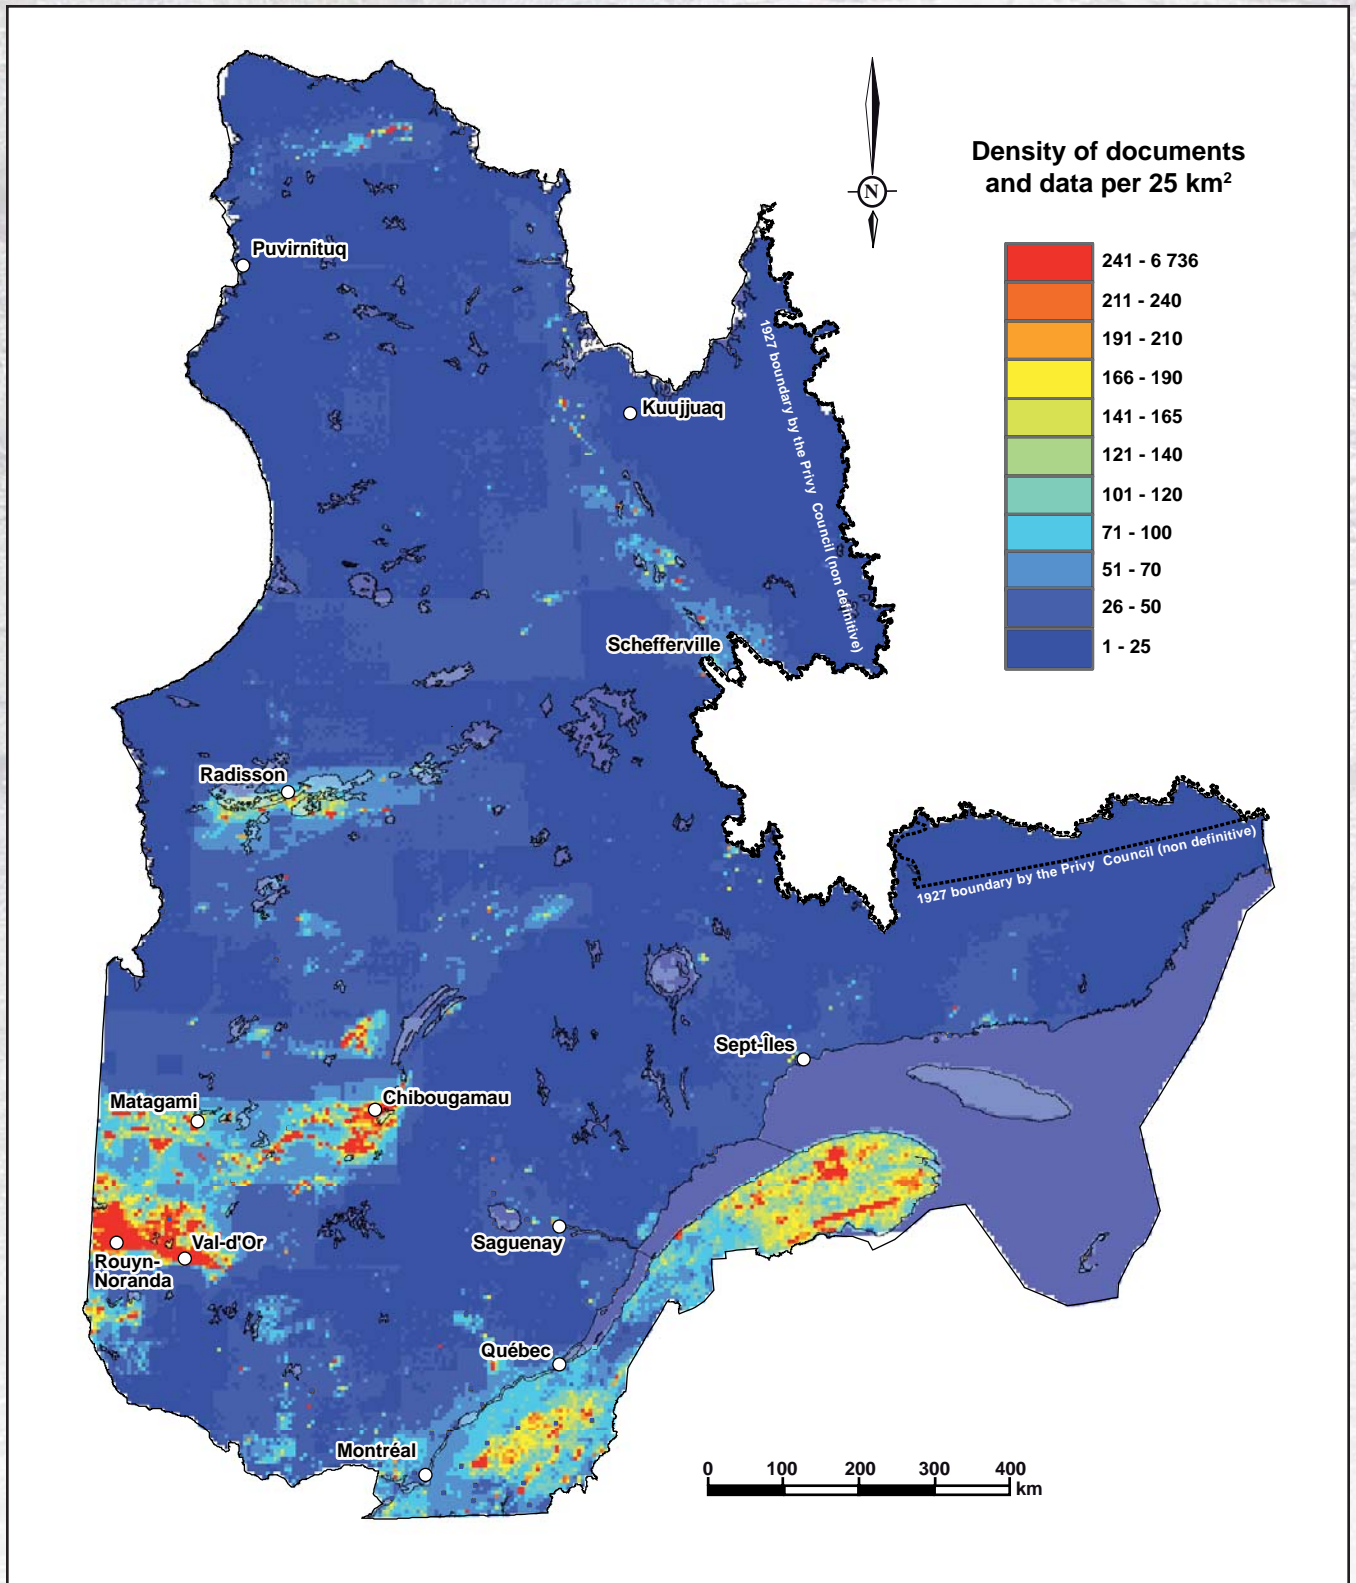 N
Density of documents
and data per 25 km²
241 - 6 736
211 - 240
191 - 210
166 - 190
141 - 165
121 - 140
101 - 120
71 - 100
51 - 70
26 - 50
1 - 25
Puvirnituq
Kuujjuaq
1927 boundary by the Privy Council (non definitive)
Schefferville
Radisson
1927 boundary by the Privy Council (non definitive)
Sept-Îles
Matagami
Chibougamau
Saguenay
Val-d'Or
Rouyn-
Noranda
Québec
Montréal
0 100 200 300 400
km